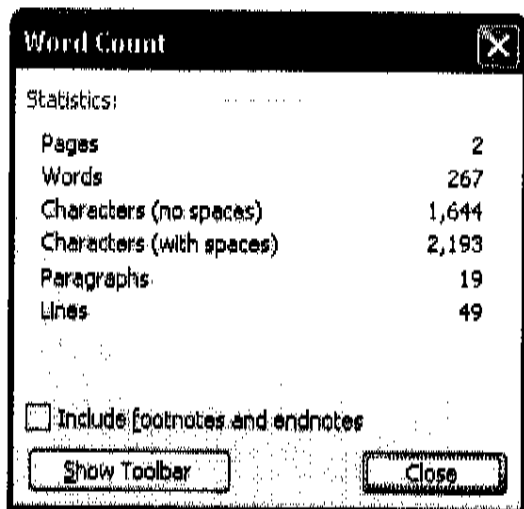 Word Count
Statistics:
Pages 2
Words 267
Characters (no spaces) 1,644
Characters (with spaces) 2,193
Paragraphs 19
Lines 49
Include footnotes and endnotes
Show Toolbar Close